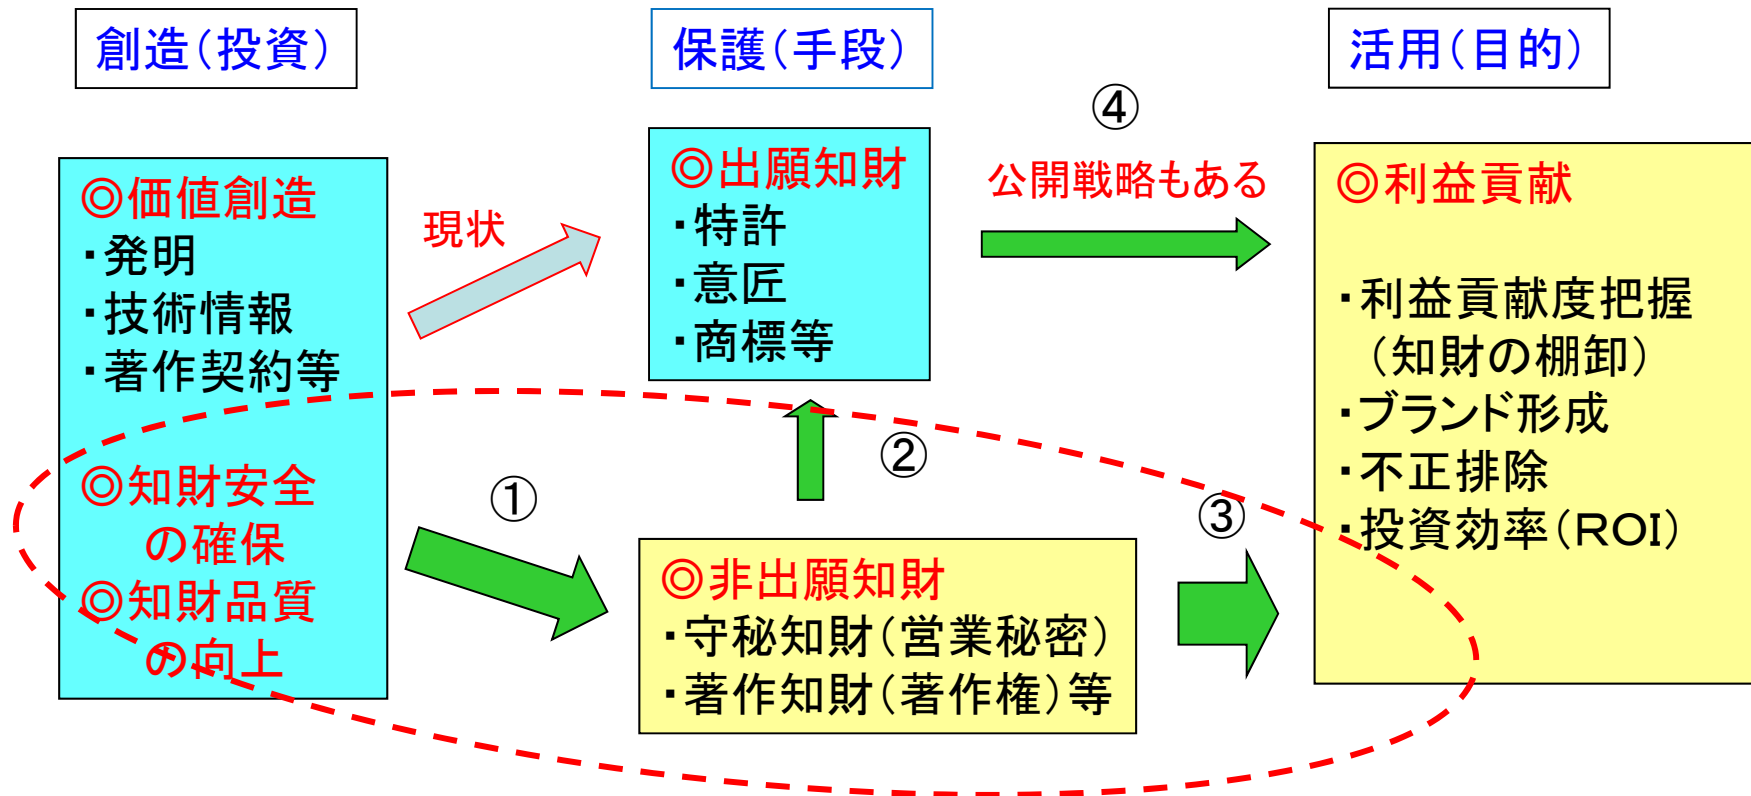 創造(投資)
保護(手段)
活用(目的)
◎価値創造
・発明
・技術情報
・著作契約等
◎知財安全
の確保
◎知財品質
の向上
現状
①
◎出願知財
・特許
・意匠
・商標等
②
◎非出願知財
・守秘知財(営業秘密)
・著作知財(著作権)等
④
公開戦略もある
③
◎利益貢献
・利益貢献度把握
(知財の棚卸)
・ブランド形成
・不正排除
・投資効率(ROI)